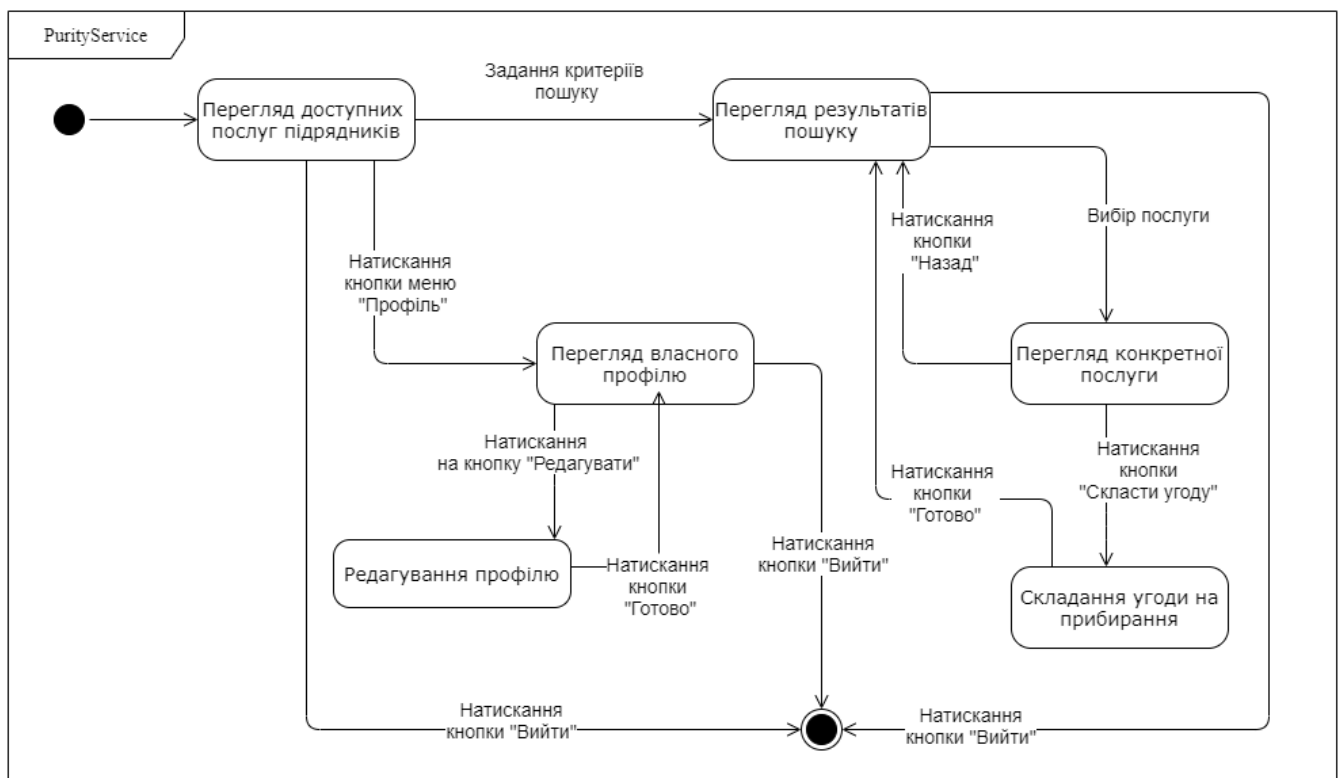 PurityService
Задання критеріїв
пошуку
Перегляд доступних
послуг підрядників
Перегляд результатів
пошуку
Натискання
кнопки
"Назад"
Вибір послуги
Натискання
кнопки меню
"Профіль"
Перегляд власного
профілю
Перегляд конкретної
послуги
Натискання
на кнопку "Редагувати"
Натискання
кнопки
"Готово"
Натискання
кнопки
"Скласти угоду"
Редагування профілю
Натискання
кнопки
"Готово"
Натискання
кнопки "Вийти"
Складання угоди на
прибирання
Натискання
кнопки "Вийти"
Натискання
кнопки "Вийти"